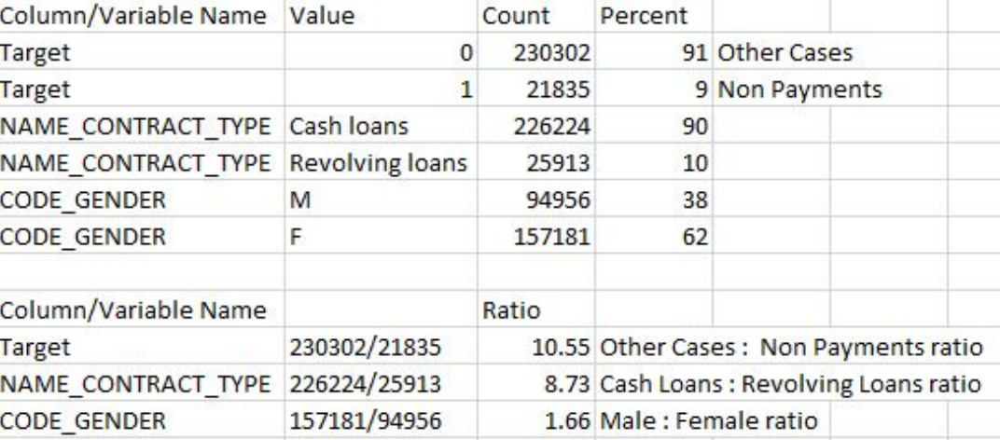 Column/Variable Name Value Count Percent
Target 0 230302 91 Other Cases
Target 1 21835 9 Non Payments
NAME_CONTRACT_TYPE Cash loans 226224 90
NAME_CONTRACT_TYPE Revolving loans 25913 10
CODE_GENDER M 94956 38
CODE_GENDER F 157181 62
Column/Variable Name Ratio
Target 230302/21835 10.55 Other Cases : Non Payments ratio
NAME_CONTRACT_TYPE 226224/25913 8.73 Cash Loans : Revolving Loans ratio
CODE_GENDER 157181/94956 1.66 Male : Female ratio